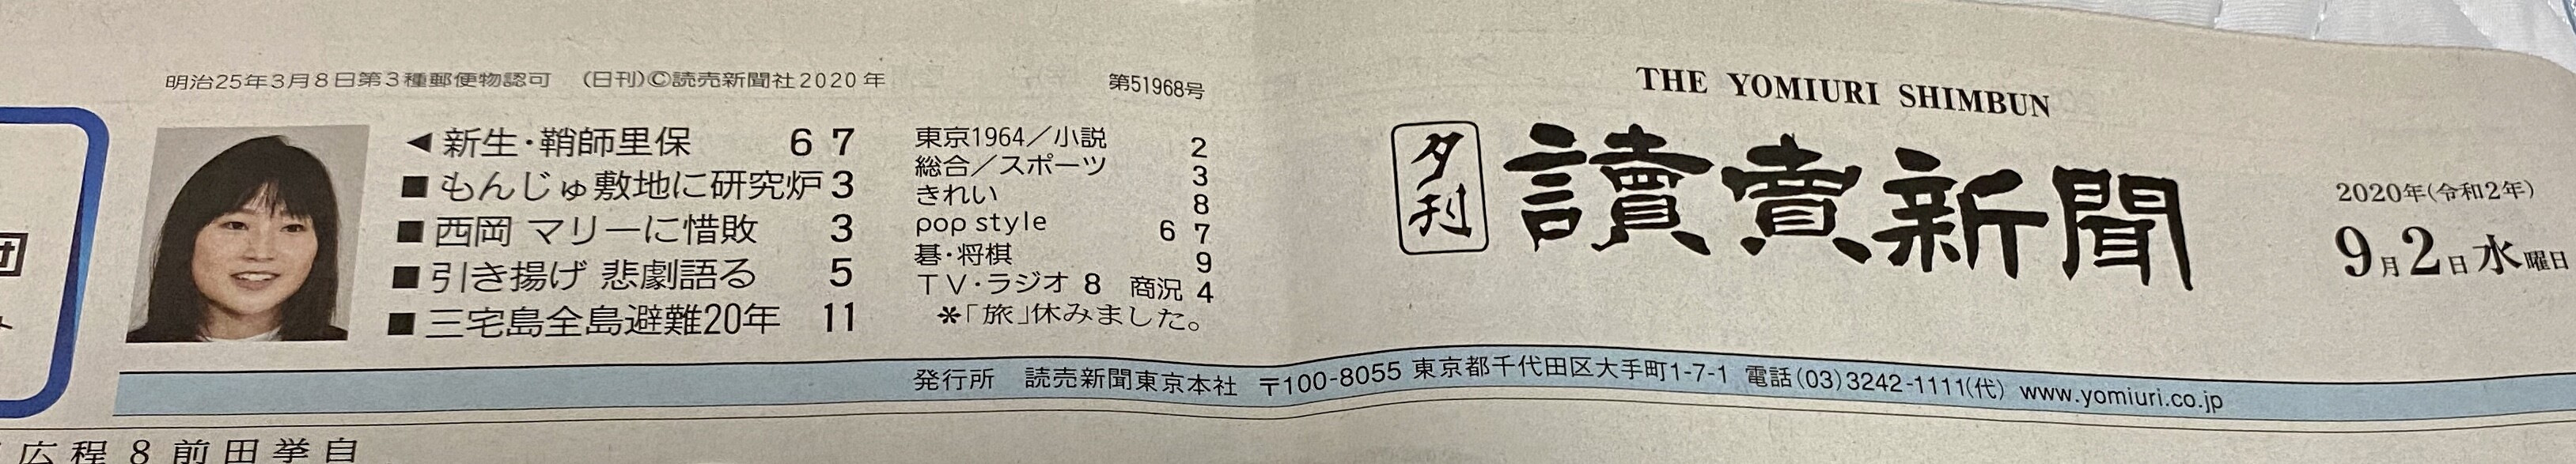 明治25年3月8日第3種郵便物認可 (日刊)©読売新聞社2020年 第51968号
◀新生・鞘師里保 6 7
■もんじゅ敷地に研究炉 3
■西岡 マリーに惜敗 3
■引き揚げ 悲劇語る 5
■三宅島全島避難20年 11
東京1964/小説 2
総合/スポーツ 3
きれい 8
pop style 6 7
碁・将棋 9
TV・ラジオ 8 商況 4
*「旅」休みました。
THE YOMIURI SHIMBUN
夕刊
讀賣新聞
2020年(令和2年)
9月2日水曜日
発行所 読売新聞東京本社 〒100-8055 東京都千代田区大手町1-7-1 電話(03)3242-1111(代) www.yomiuri.co.jp
広程8前田挙自